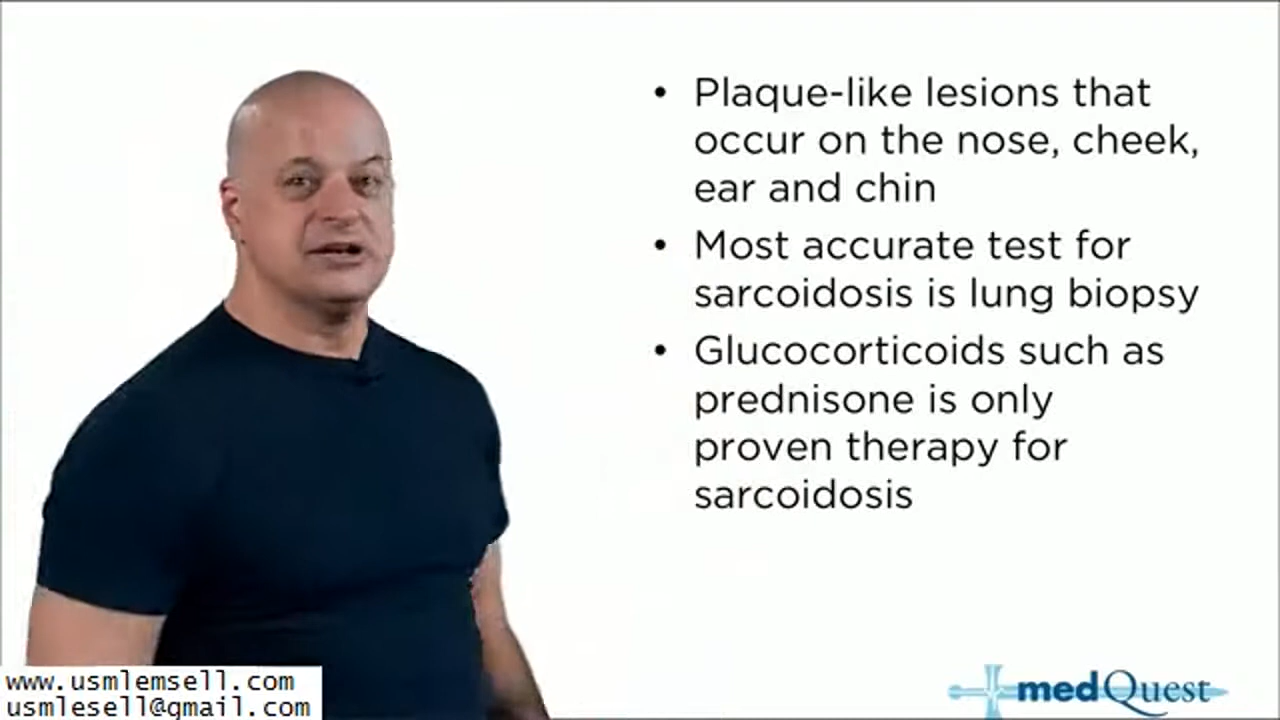 • Plaque-like lesions that
occur on the nose, cheek,
ear and chin
• Most accurate test for
sarcoidosis is lung biopsy
• Glucocorticoids such as
prednisone is only
proven therapy for
sarcoidosis
www.usmlemsell.com
usmlesell@gmail.com
medQuest